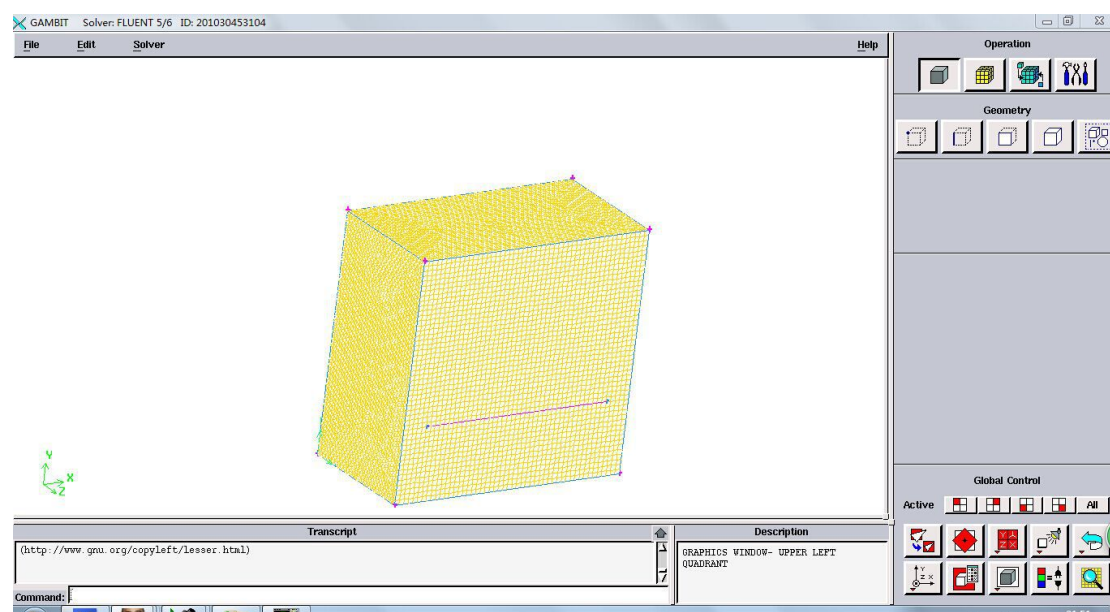 GAMBIT Solver: FLUENT 5/6 ID: 201030453104
File Edit Solver Help
Operation
Geometry
Y
X
Z
Global Control
Active All
Transcript
(http://www.gnu.org/copyleft/lesser.html)
Command:
Description
GRAPHICS WINDOW- UPPER LEFT
QUADRANT